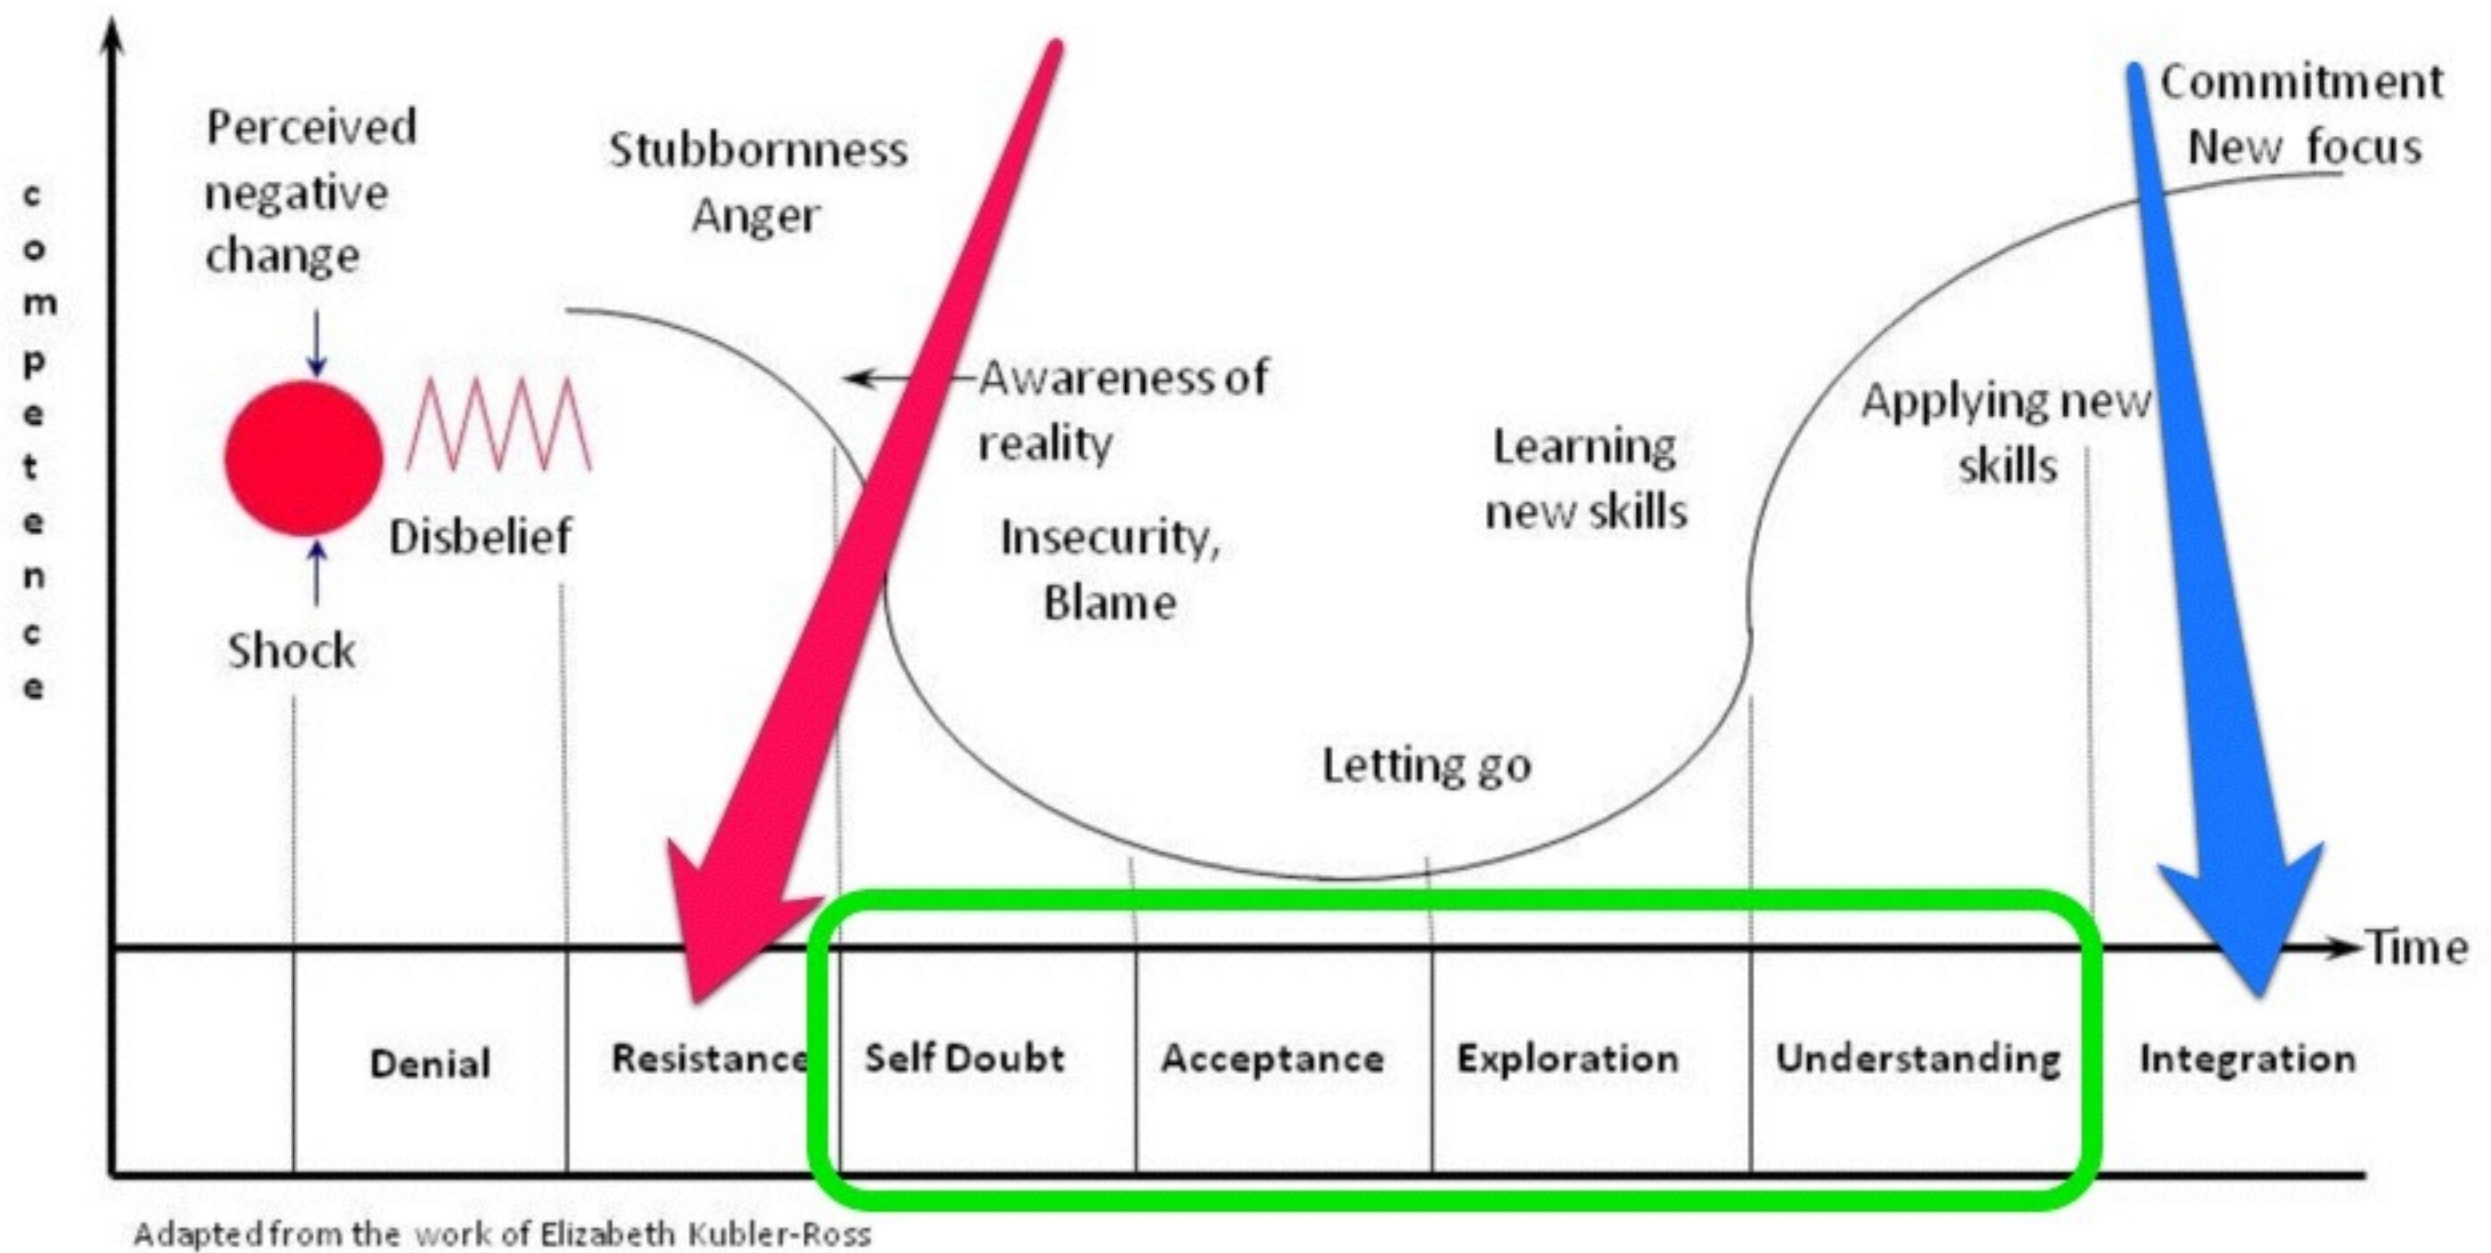 competence
Perceived
negative
change
Shock
Disbelief
Stubbornness
Anger
Awareness of
reality
Insecurity,
Blame
Letting go
Learning
new skills
Applying new
skills
Commitment
New focus
Time
Denial
Resistance
Self Doubt
Acceptance
Exploration
Understanding
Integration
Adapted from the work of Elizabeth Kubler-Ross